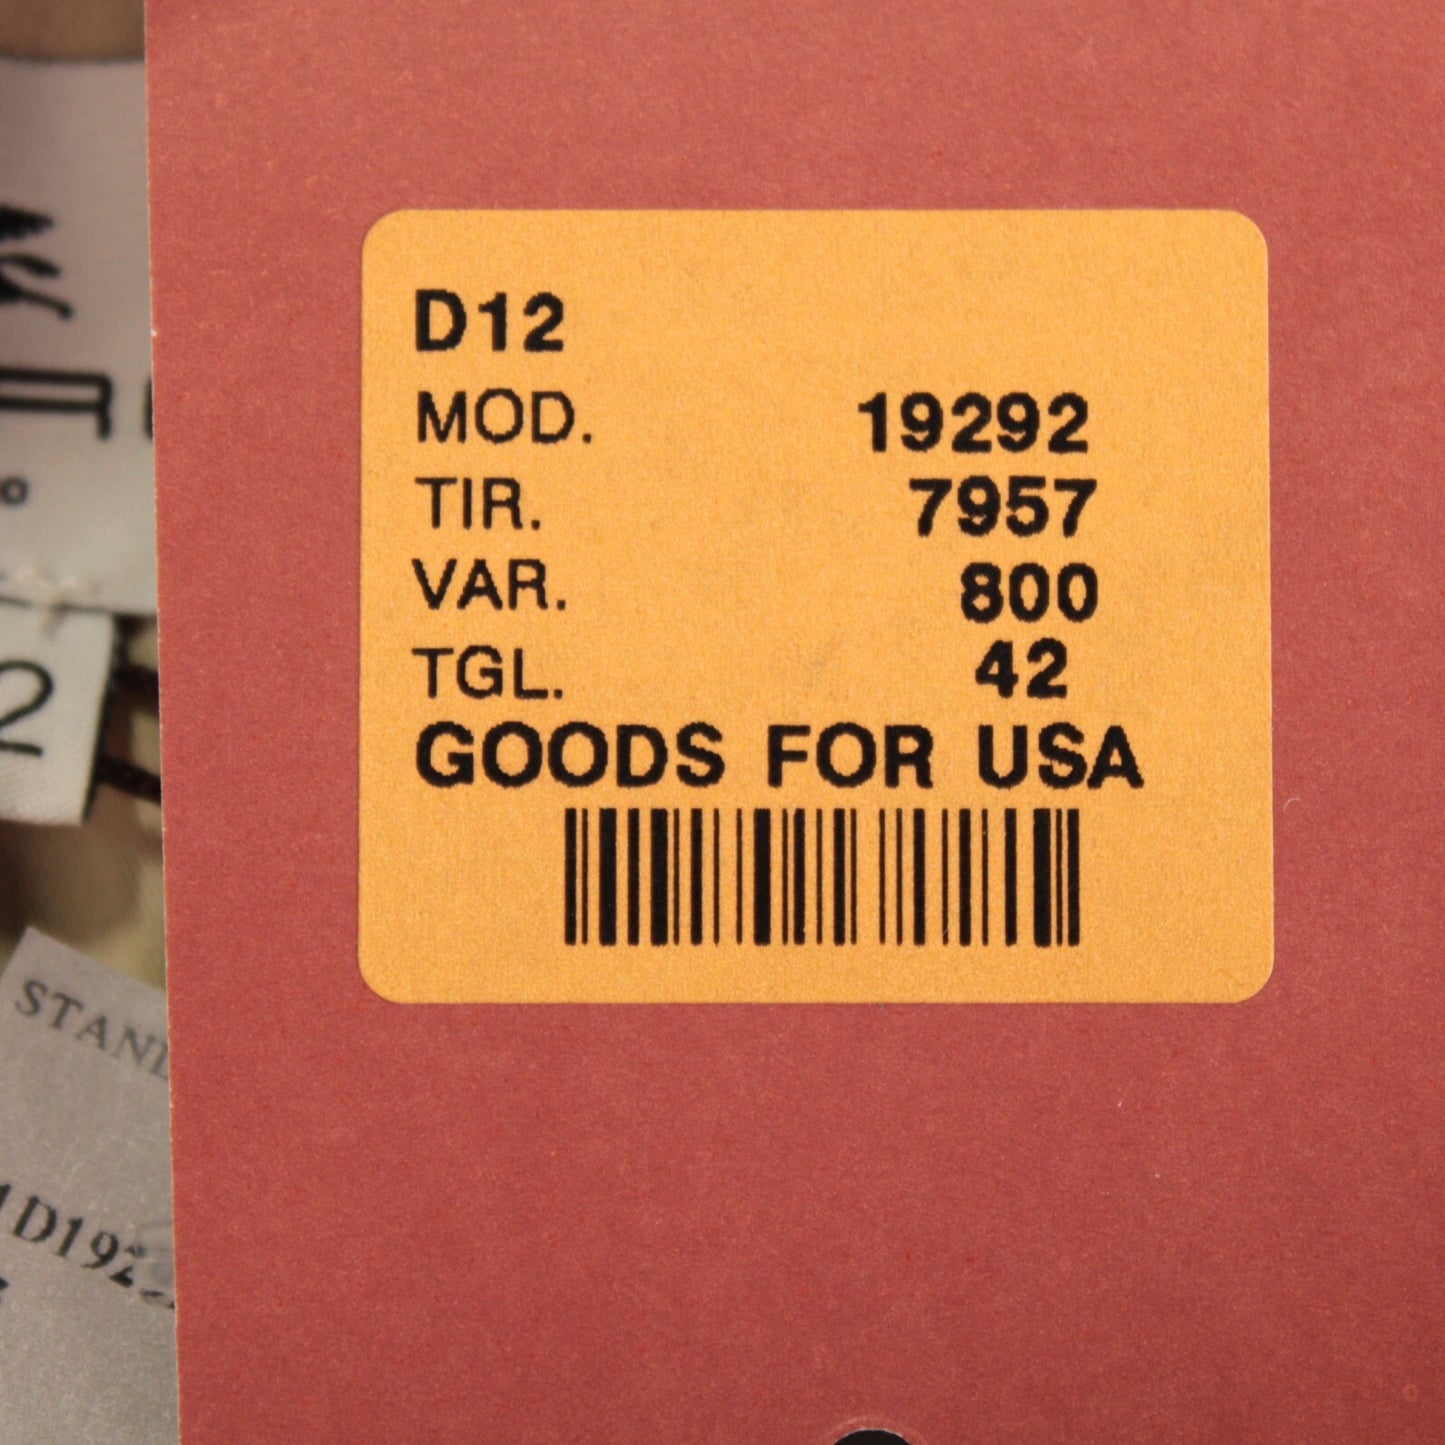 D12
MOD. 19292
TIR. 7957
VAR. 800
TGL. 42
GOODS FOR USA